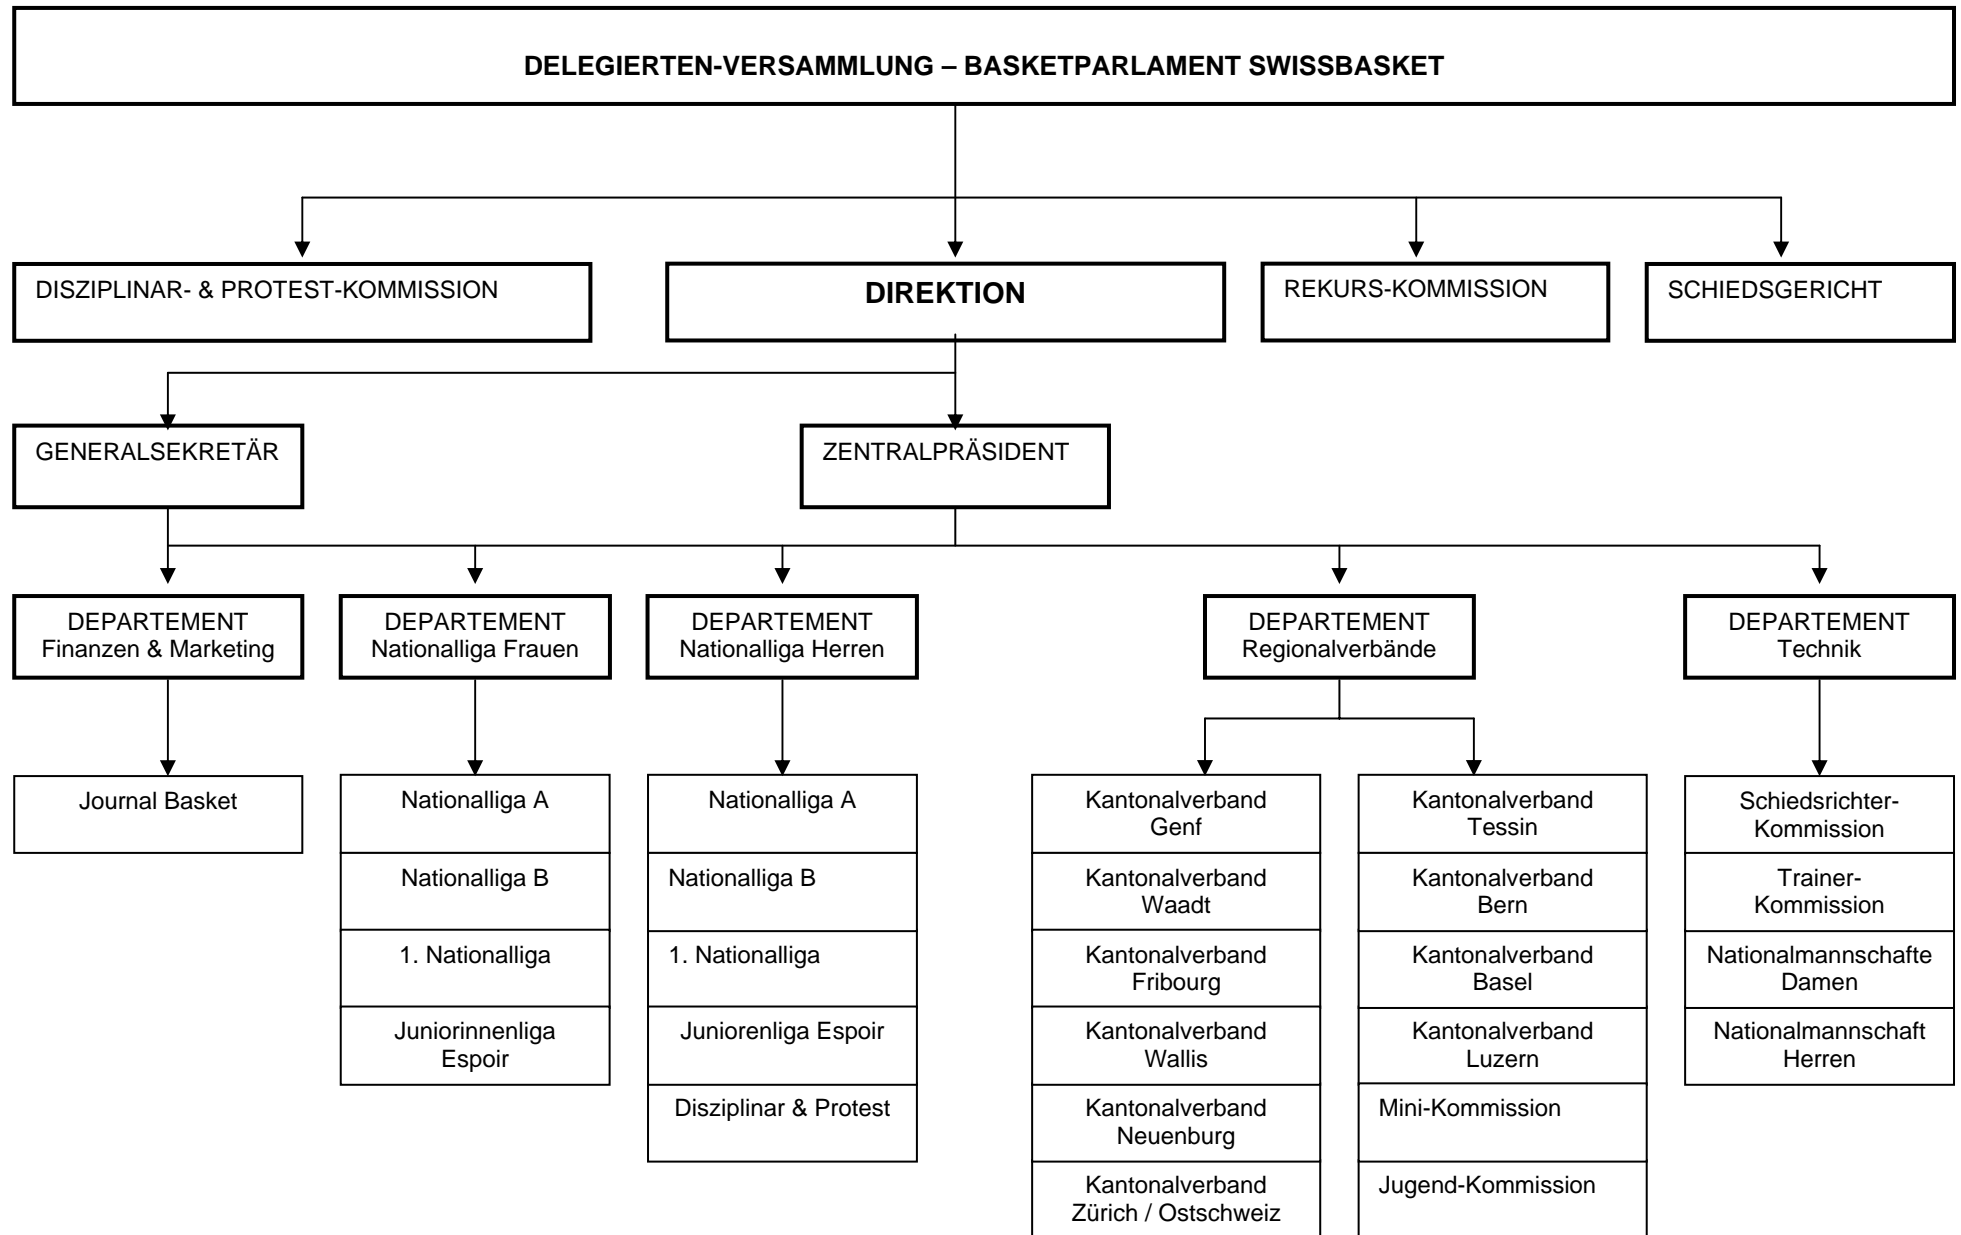 DELEGIERTEN-VERSAMMLUNG – BASKETPARLAMENT SWISSBASKET
DISZIPLINAR- & PROTEST-KOMMISSION
DIREKTION
REKURS-KOMMISSION
SCHIEDSGERICHT
GENERALSEKRETÄR
ZENTRALPRÄSIDENT
DEPARTEMENT
Finanzen & Marketing
DEPARTEMENT
Nationalliga Frauen
DEPARTEMENT
Nationalliga Herren
DEPARTEMENT
Regionalverbände
DEPARTEMENT
Technik
Journal Basket
Nationalliga A
Nationalliga B
1. Nationalliga
Juniorinnenliga
Espoir
Nationalliga A
Nationalliga B
1. Nationalliga
Juniorenliga Espoir
Disziplinar & Protest
Kantonalverband
Genf
Kantonalverband
Waadt
Kantonalverband
Fribourg
Kantonalverband
Wallis
Kantonalverband
Neuenburg
Kantonalverband
Zürich / Ostschweiz
Kantonalverband
Tessin
Kantonalverband
Bern
Kantonalverband
Basel
Kantonalverband
Luzern
Mini-Kommission
Jugend-Kommission
Schiedsrichter-
Kommission
Trainer-
Kommission
Nationalmannschafte
Damen
Nationalmannschaft
Herren